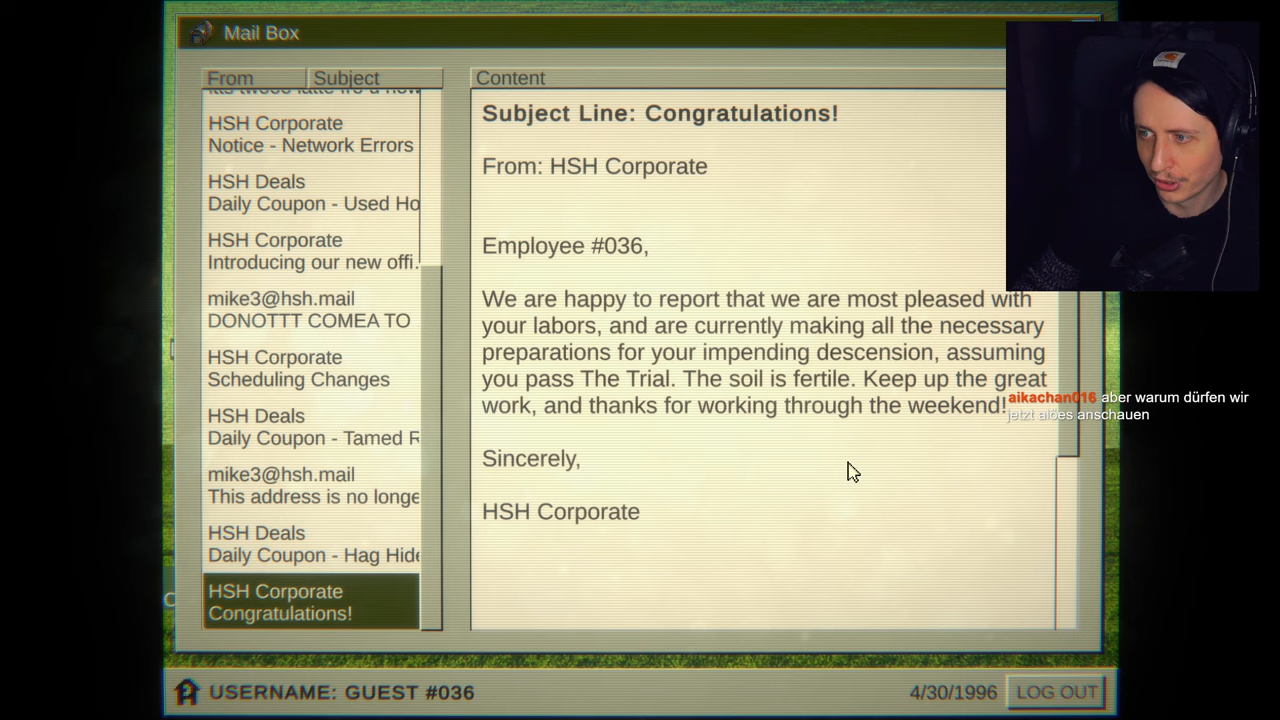 Mail Box
From Subject
Content
HSH Corporate
Notice - Network Errors
HSH Deals
Daily Coupon - Used Ho
HSH Corporate
Introducing our new offi.
mike3@hsh.mail
DONOTTT COMEA TO
HSH Corporate
Scheduling Changes
HSH Deals
Daily Coupon - Tamed R
mike3@hsh.mail
This address is no longe
HSH Deals
Daily Coupon - Hag Hide
HSH Corporate
Congratulations!
Subject Line: Congratulations!
From: HSH Corporate
Employee #036,
We are happy to report that we are most pleased with
your labors, and are currently making all the necessary
preparations for your impending descension, assuming
you pass The Trial. The soil is fertile. Keep up the great
work, and thanks for working through the weekend!
Sincerely,
HSH Corporate
aikachan016 aber warum dürfen wir
jetzt alles anschauen
USERNAME: GUEST #036
4/30/1996
LOG OUT